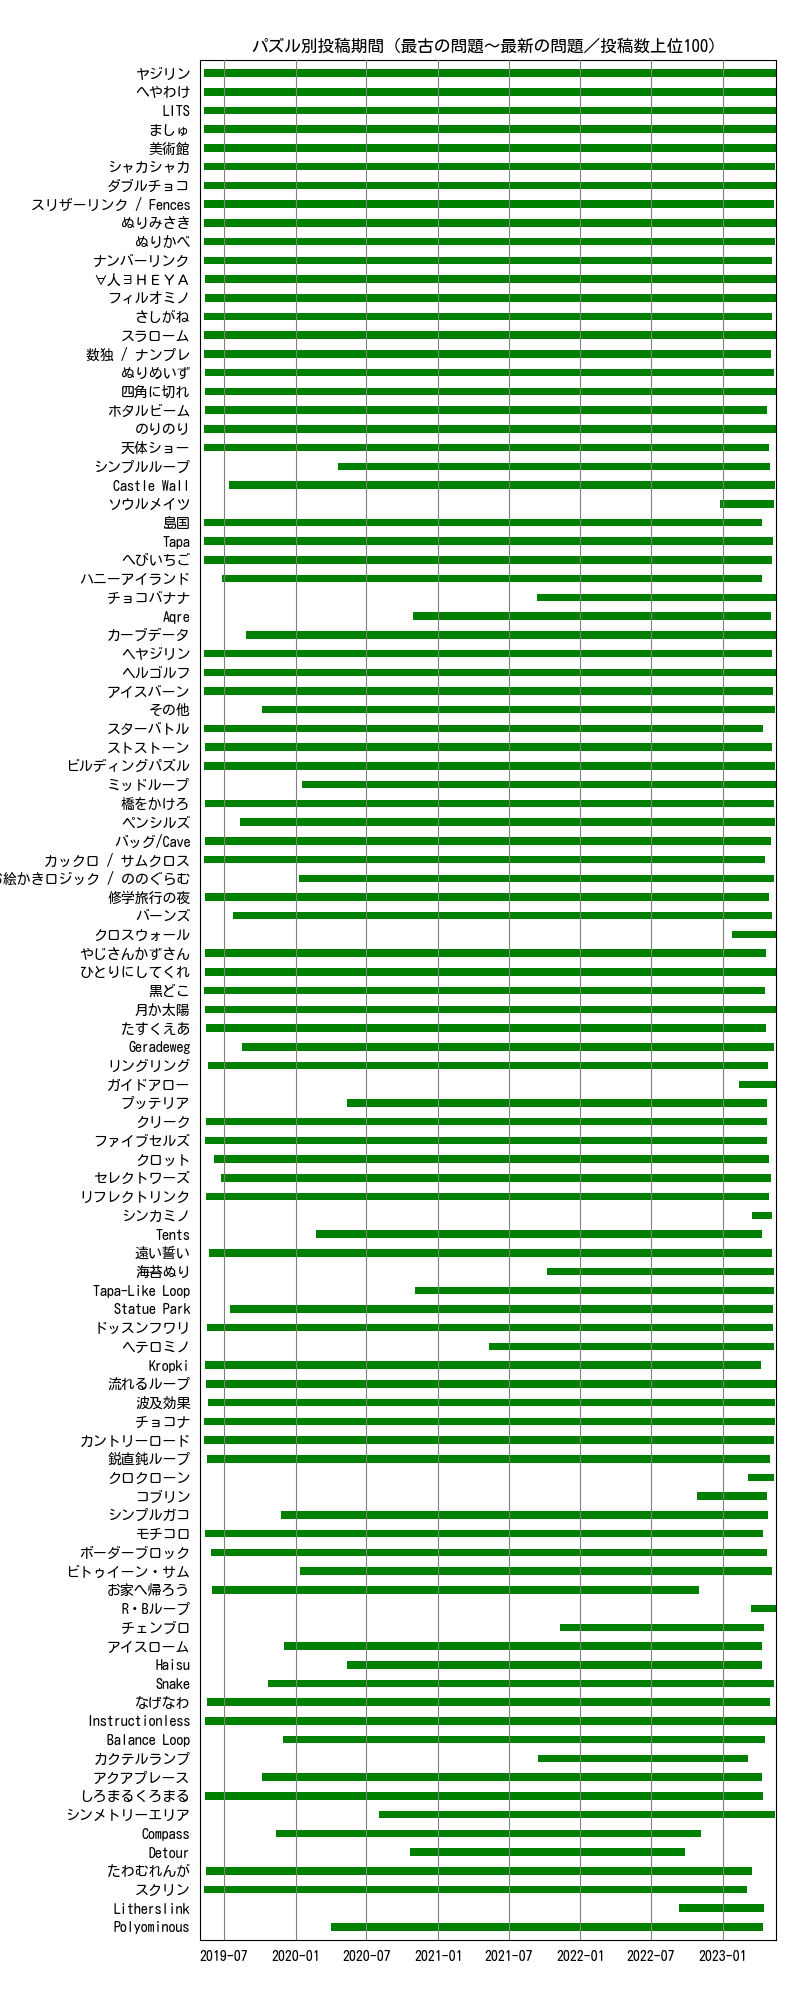 パズル別投稿期間（最古の問題～最新の問題／投稿数上位100）
ヤジリン
へやわけ
LITS
ましゅ
美術館
シャカシャカ
ダブルチョコ
スリザーリンク / Fences
ぬりみさき
ぬりかべ
ナンバーリンク
∀人∃ＨＥＹＡ
フィルオミノ
さしがね
スラローム
数独 / ナンプレ
ぬりめいず
四角に切れ
ホタルビーム
のりのり
天体ショー
シンプルループ
Castle Wall
ソウルメイツ
島国
Tapa
へびいちご
ハニーアイランド
チョコバナナ
Aqre
カーブデータ
ヘヤジリン
ヘルゴルフ
アイスバーン
その他
スターバトル
ストストーン
ビルディングパズル
ミッドループ
橋をかけろ
ペンシルズ
バッグ/Cave
カックロ / サムクロス
絵かきロジック / ののぐらむ
修学旅行の夜
バーンズ
クロスウォール
やじさんかずさん
ひとりにしてくれ
黒どこ
月か太陽
たすくえあ
Geradeweg
リングリング
ガイドアロー
プッテリア
クリーク
ファイブセルズ
クロット
セレクトワーズ
リフレクトリンク
シンカミノ
Tents
遠い誓い
海苔ぬり
Tapa-Like Loop
Statue Park
ドッスンフワリ
ヘテロミノ
Kropki
流れるループ
波及効果
チョコナ
カントリーロード
鋭直鈍ループ
クロクローン
コブリン
シンプルガコ
モチコロ
ボーダーブロック
ビトゥイーン・サム
お家へ帰ろう
R・Bループ
チェンブロ
アイスローム
Haisu
Snake
なげなわ
Instructionless
Balance Loop
カクテルランプ
アクアプレース
しろまるくろまる
シンメトリーエリア
Compass
Detour
たわむれんが
スクリン
Litherslink
Polyominous
2019-07 2020-01 2020-07 2021-01 2021-07 2022-01 2022-07 2023-01